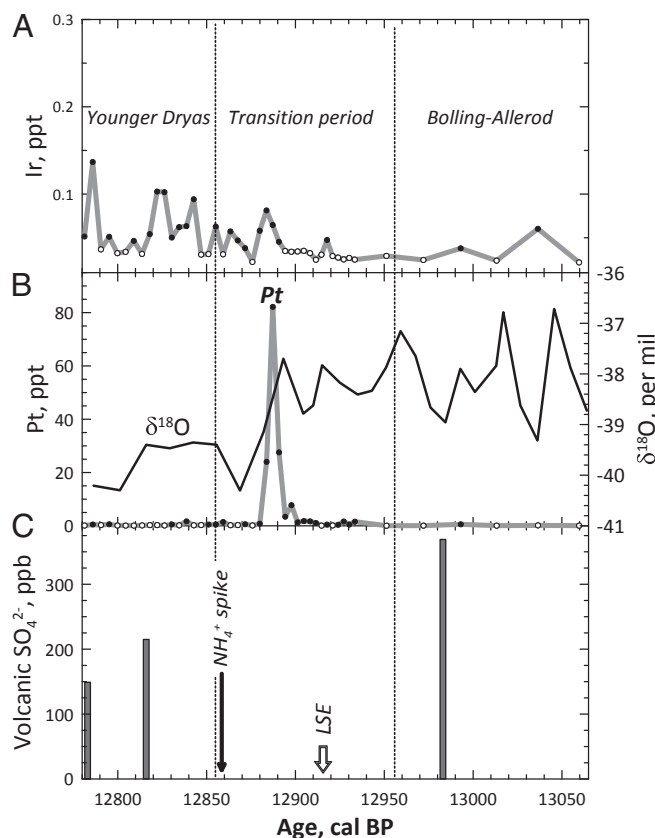 A
0.3
0.2
0.1
Ir, ppt
Younger Dryas
Transition period
Bolling-Allerod
B
Pt
80
60
40
20
0
Pt, ppt
δ18O
-36
-37
-38
-39
-40
-41
δ18O, per mil
C
300
200
100
0
Volcanic SO₄²⁻, ppb
NH₄⁺ spike
LSE
12800 12850 12900 12950 13000 13050
Age, cal BP